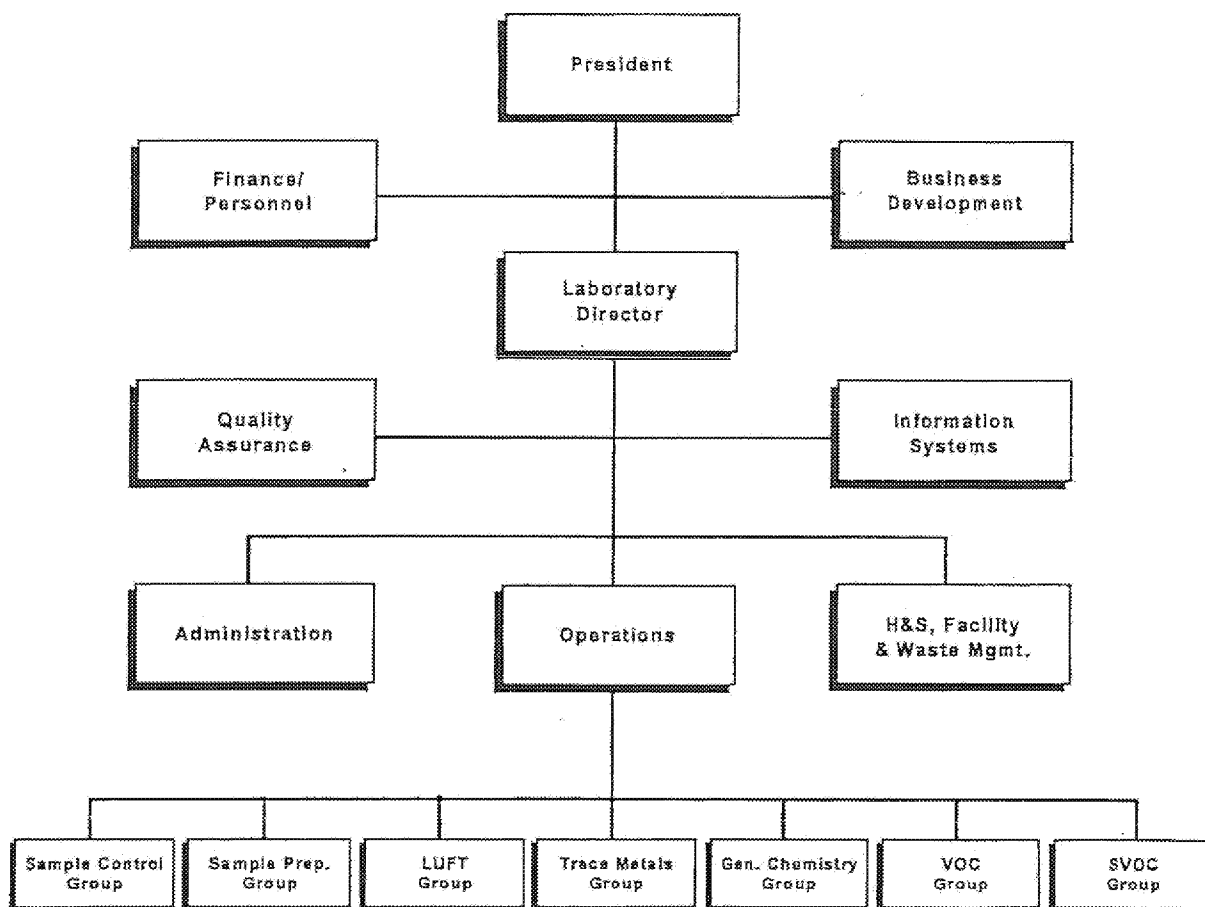 President
Finance/
Personnel
Business
Development
Laboratory
Director
Quality
Assurance
Information
Systems
Administration
Operations
H&S, Facility
& Waste Mgmt.
Sample Control
Group
Sample Prep.
Group
LUFT
Group
Trace Metals
Group
Gen. Chemistry
Group
VOC
Group
SVOC
Group